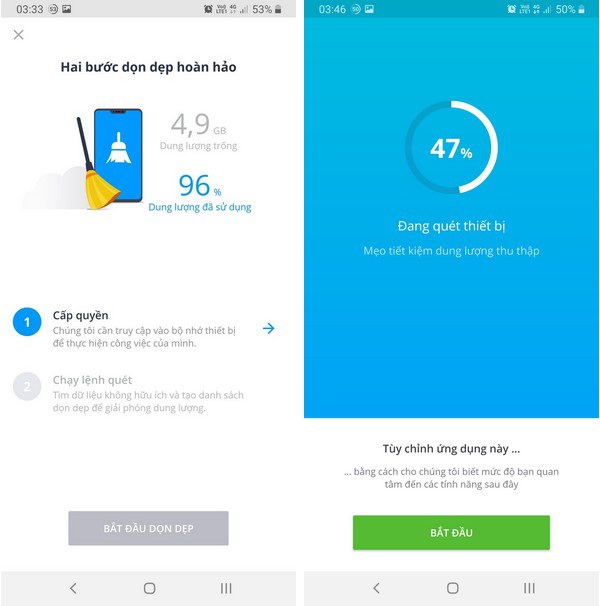 03:33
53%
Hai bước dọn dẹp hoàn hảo
4,9 GB
Dung lượng trống
96 %
Dung lượng đã sử dụng
1
Cấp quyền
Chúng tôi cần truy cập vào bộ nhớ thiết bị
để thực hiện công việc của mình.
2
Chạy lệnh quét
Tìm dữ liệu không hữu ích và tạo danh sách
dọn dẹp để giải phóng dung lượng.
BẮT ĐẦU DỌN DẸP
03:46
50%
47%
Đang quét thiết bị
Mẹo tiết kiệm dung lượng thu thập
Tùy chỉnh ứng dụng này ...
... bằng cách cho chúng tôi biết mức độ bạn quan
tâm đến các tính năng sau đây
BẮT ĐẦU